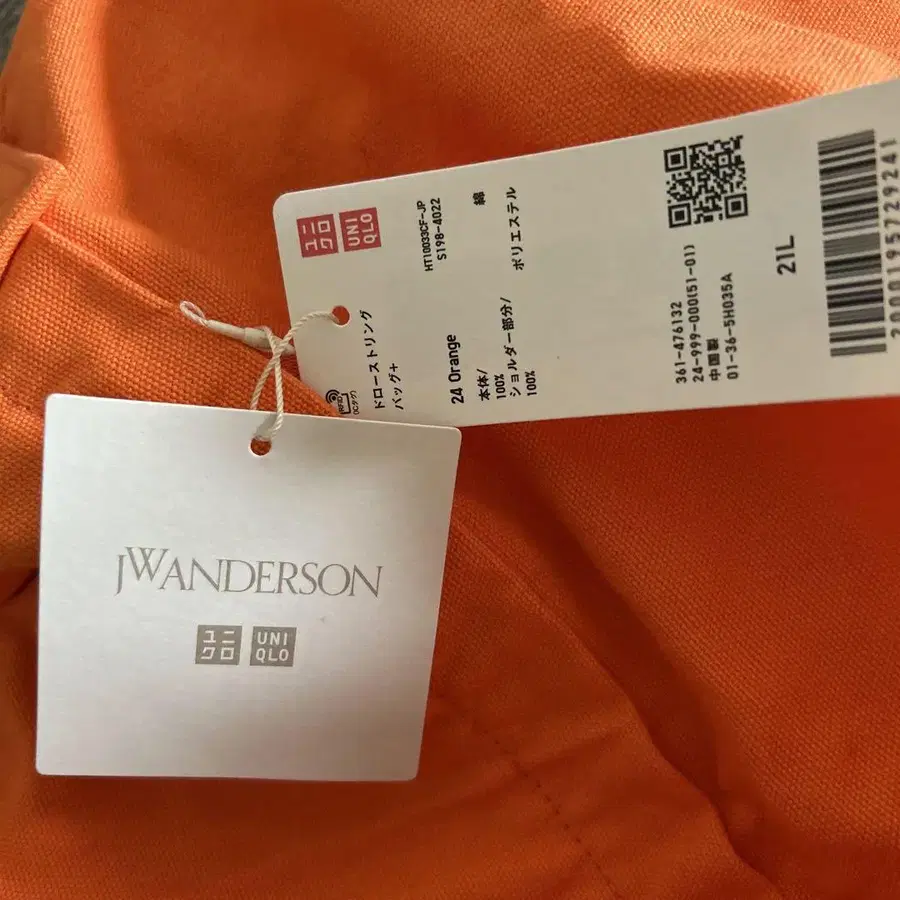 ユニ
クロ
UNI
QLO
HT10033CF-JP
S198-4022
ドローストリング
バッグ+
24 Orange
本体/
100% 綿
ショルダー部分/
100% ポリエステル
361-476132
24-999-000(51-01)
中国製
01-36-5H035A
21L
2000195729241
JWANDERSON
ユニ
クロ
UNI
QLO